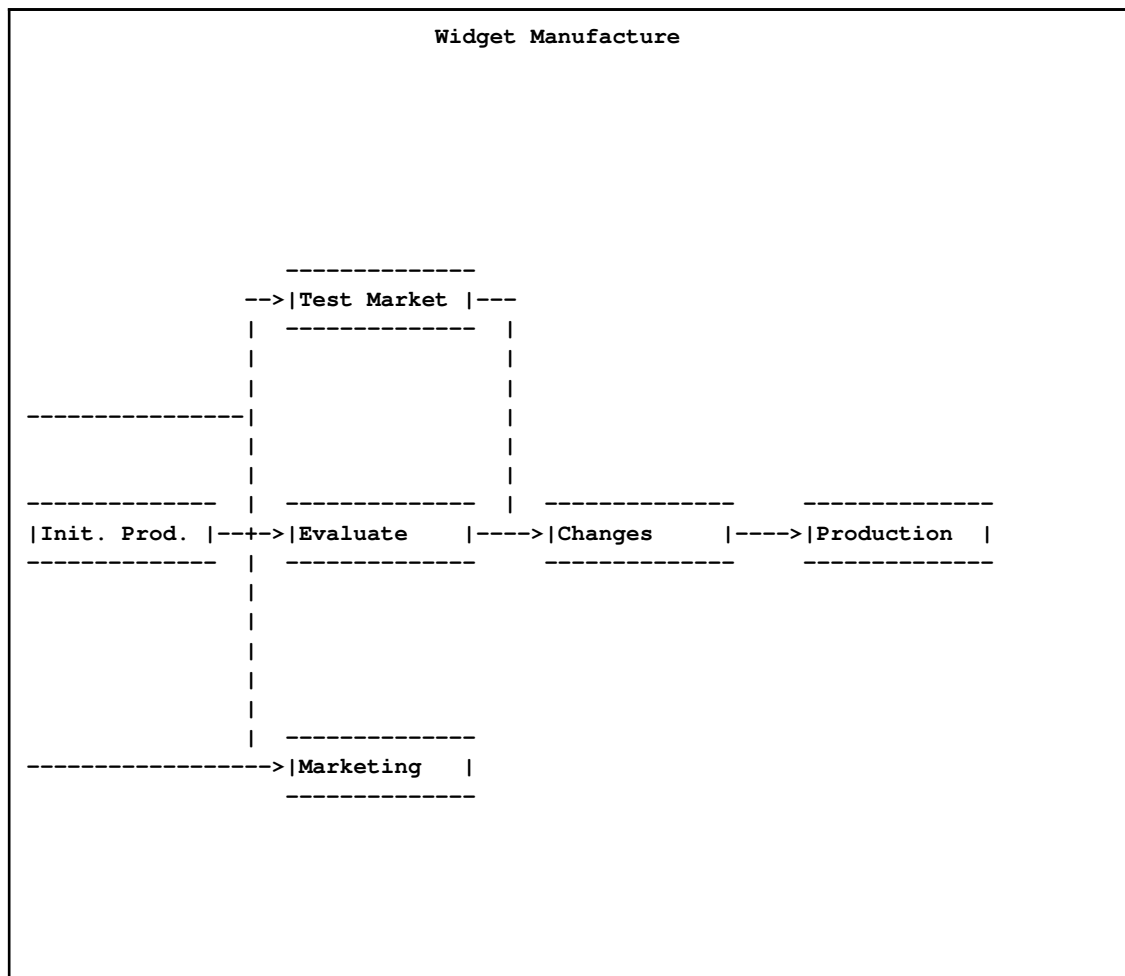 Widget Manufacture
Test Market
Init. Prod.
Evaluate
Changes
Production
Marketing